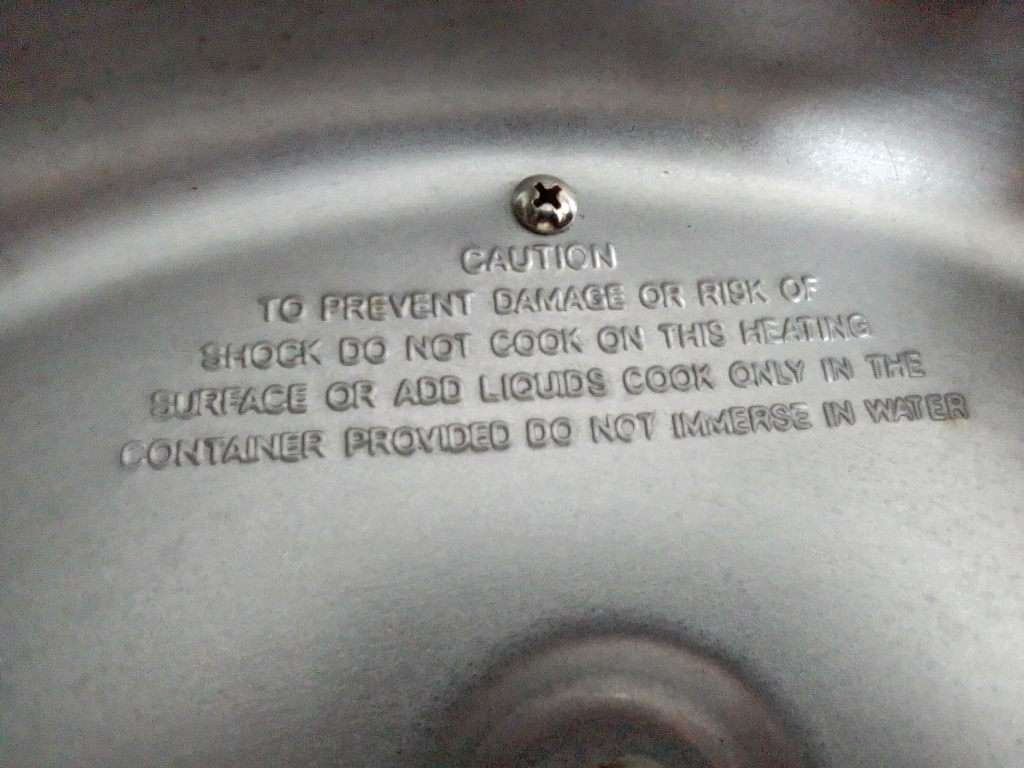 CAUTION
TO PREVENT DAMAGE OR RISK OF
SHOCK DO NOT COOK ON THIS HEATING
SURFACE OR ADD LIQUIDS COOK ONLY IN THE
CONTAINER PROVIDED DO NOT IMMERSE IN WATER